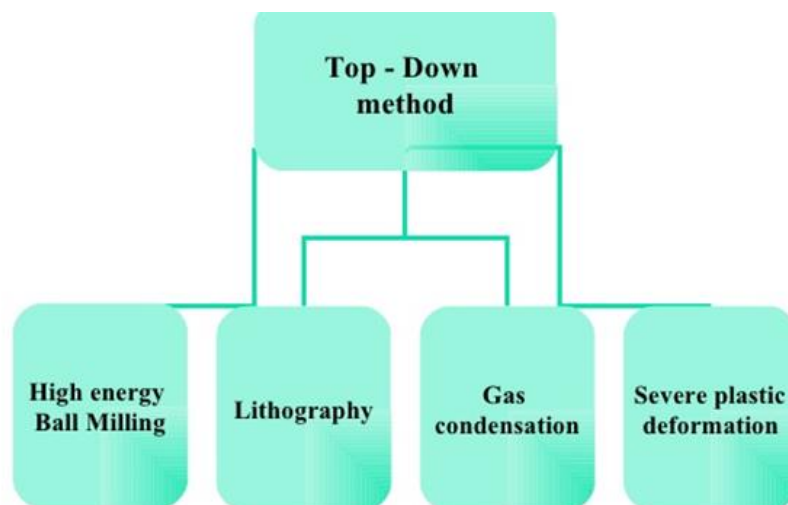 Top - Down
method
High energy
Ball Milling
Lithography
Gas
condensation
Severe plastic
deformation